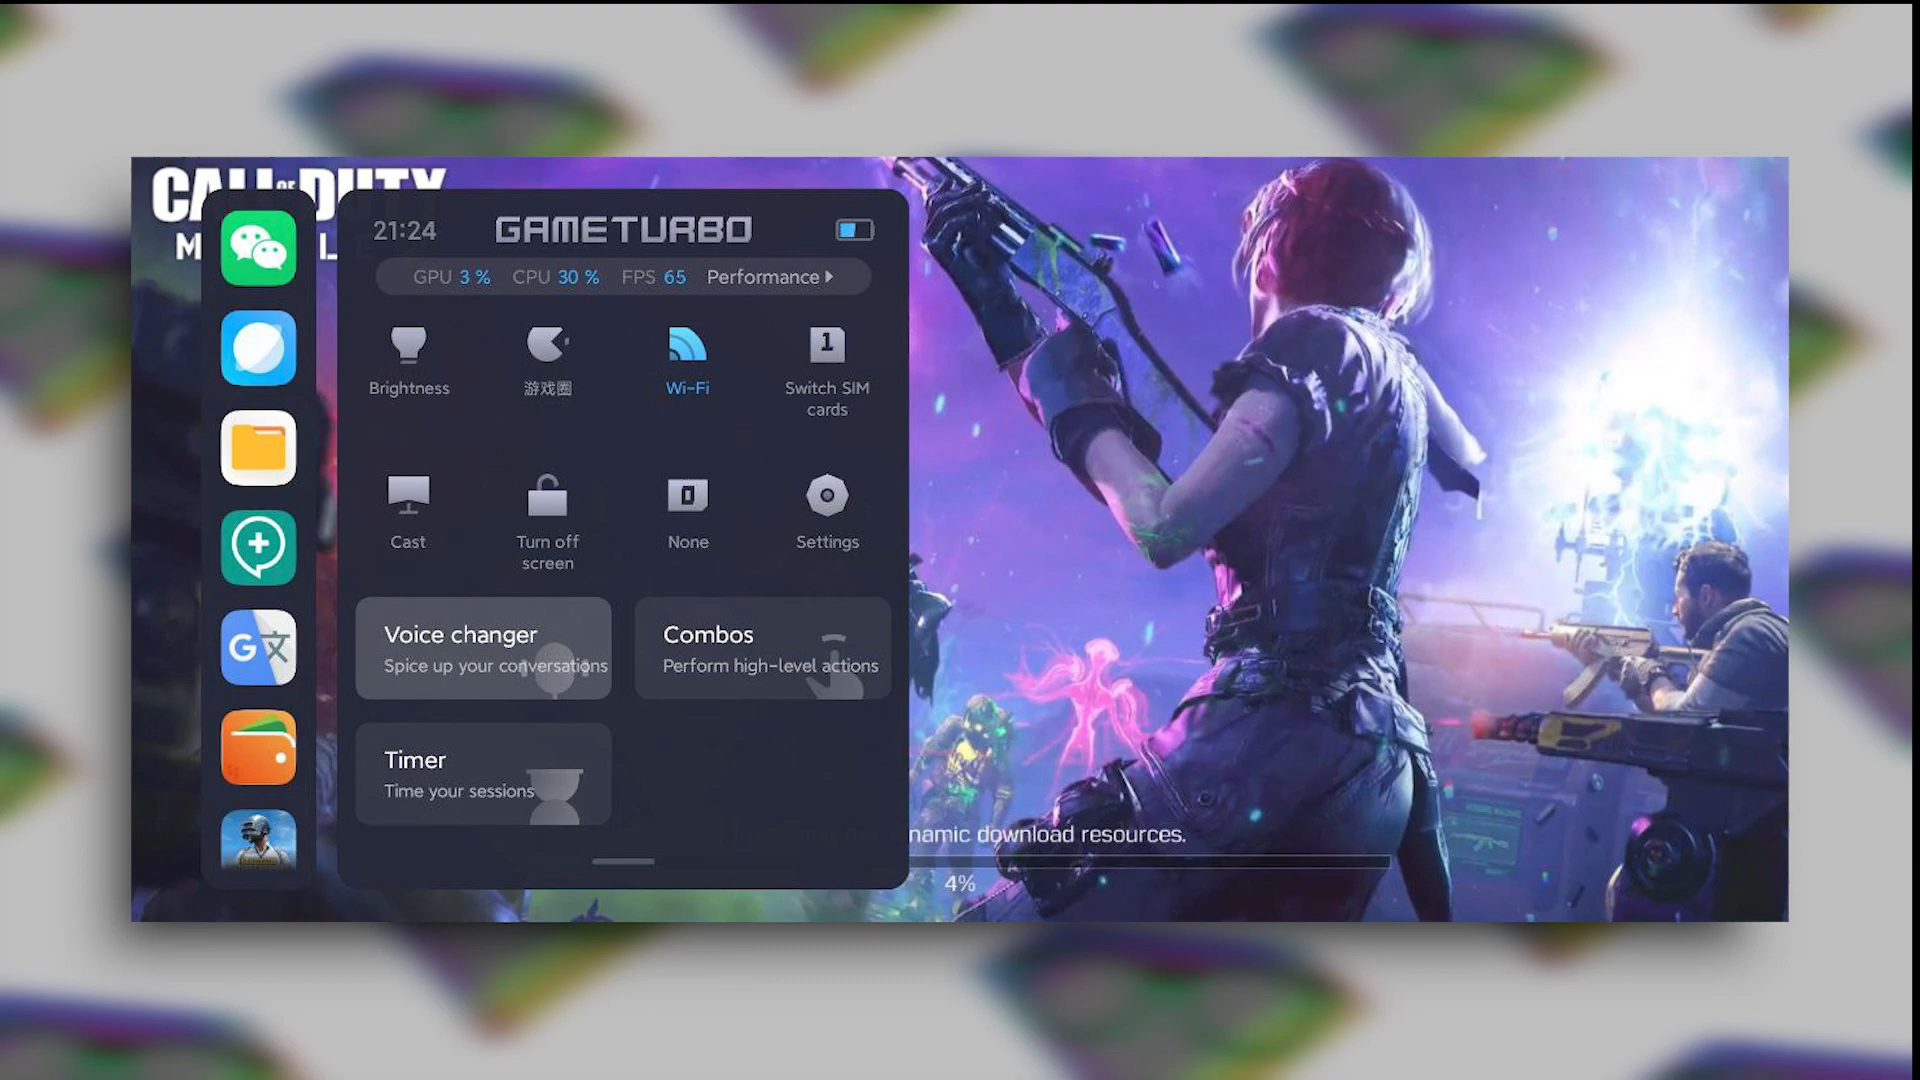 CALL OF DUTY
M L
21:24 GAMETURBO
GPU 3 % CPU 30 % FPS 65 Performance
Brightness 游戏圈 Wi-Fi Switch SIM
cards
Cast Turn off None Settings
screen
Voice changer
Spice up your conversations
Combos
Perform high-level actions
Timer
Time your sessions
namic download resources.
4%